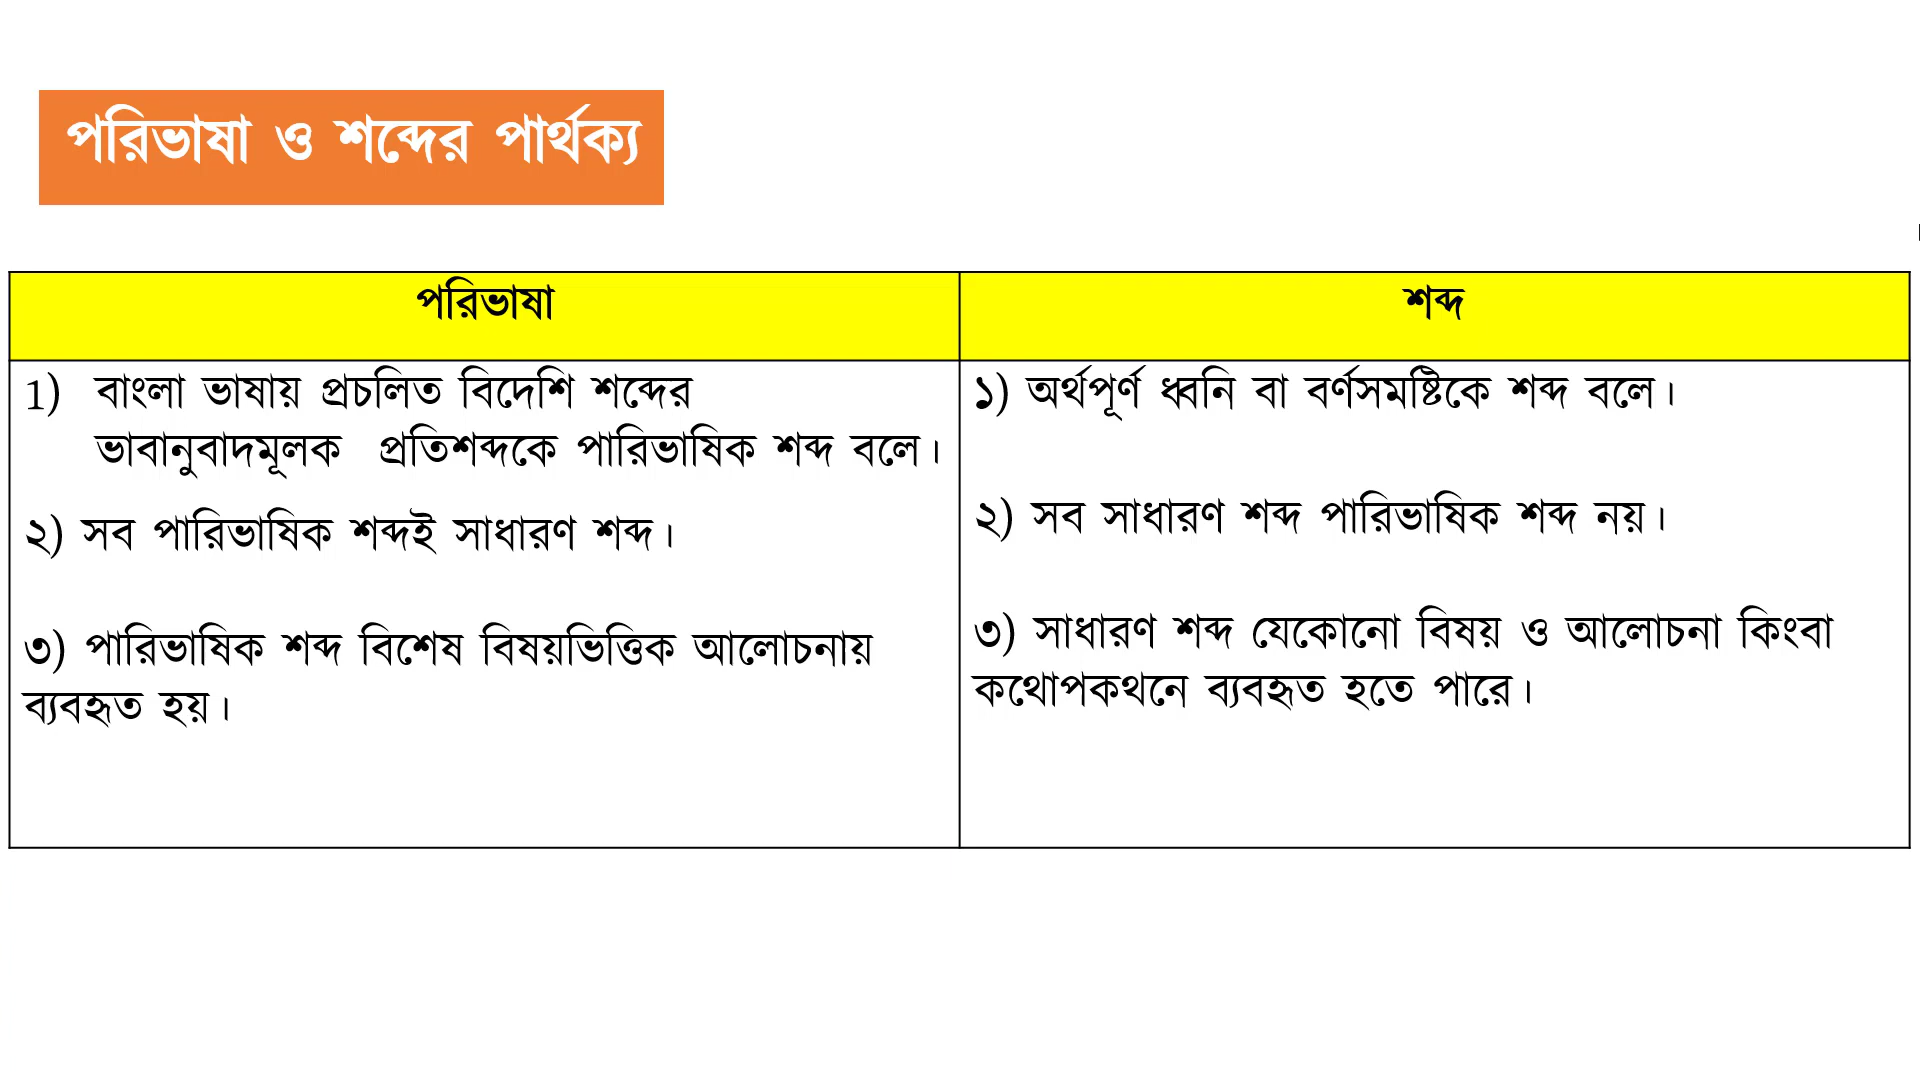 পরিভাষা ও শব্দের পার্থক্য
পরিভাষা
শব্দ
1) বাংলা ভাষায় প্রচলিত বিদেশি শব্দের
ভাবানুবাদমূলক প্রতিশব্দকে পারিভাষিক শব্দ বলে।
২) সব পারিভাষিক শব্দই সাধারণ শব্দ।
৩) পারিভাষিক শব্দ বিশেষ বিষয়ভিত্তিক আলোচনায়
ব্যবহৃত হয়।
১) অর্থপূর্ণ ধ্বনি বা বর্ণসমষ্টিকে শব্দ বলে।
২) সব সাধারণ শব্দ পারিভাষিক শব্দ নয়।
৩) সাধারণ শব্দ যেকোনো বিষয় ও আলোচনা কিংবা
কথোপকথনে ব্যবহৃত হতে পারে।